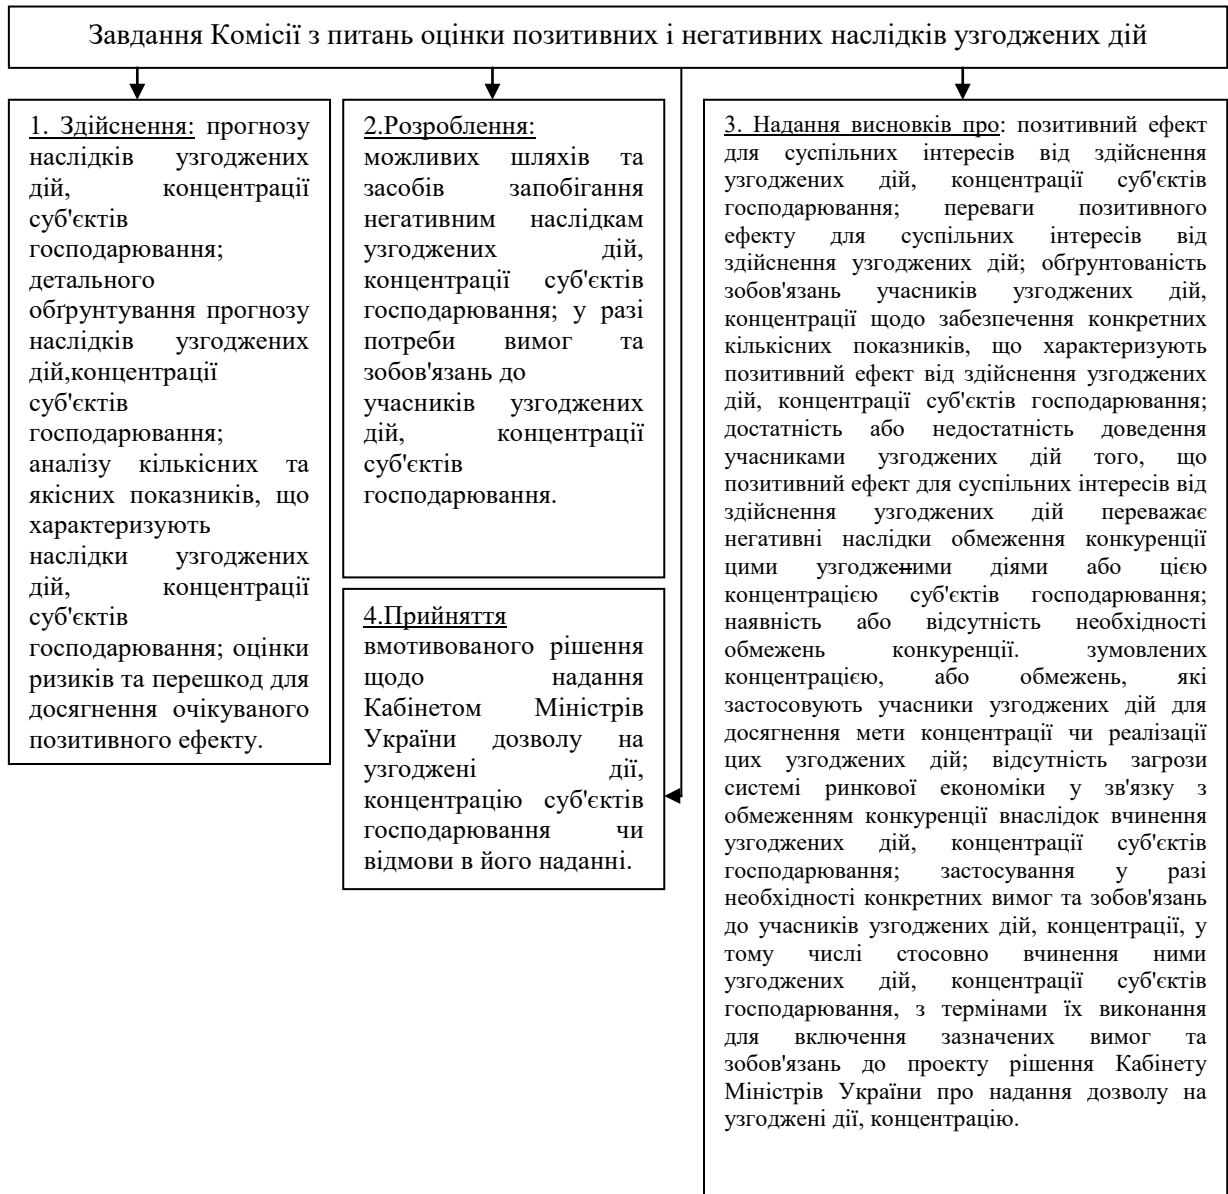 Завдання Комісії з питань оцінки позитивних і негативних наслідків узгоджених дій
1. Здійснення: прогнозу
наслідків узгоджених
дій, концентрації
суб'єктів
господарювання;
детального
обґрунтування прогнозу
наслідків узгоджених
дій,концентрації
суб'єктів
господарювання;
аналізу кількісних та
якісних показників, що
характеризують
наслідки узгоджених
дій, концентрації
суб'єктів
господарювання; оцінки
ризиків та перешкод для
досягнення очікуваного
позитивного ефекту.
2.Розроблення:
можливих шляхів та
засобів запобігання
негативним наслідкам
узгоджених дій,
концентрації суб'єктів
господарювання; у разі
потреби вимог та
зобов'язань до
учасників узгоджених
дій, концентрації
суб'єктів
господарювання.
3. Надання висновків про: позитивний ефект
для суспільних інтересів від здійснення
узгоджених дій, концентрації суб'єктів
господарювання; переваги позитивного
ефекту для суспільних інтересів від
здійснення узгоджених дій; обґрунтованість
зобов'язань учасників узгоджених дій,
концентрації щодо забезпечення конкретних
кількісних показників, що характеризують
позитивний ефект від здійснення узгоджених
дій, концентрації суб'єктів господарювання;
достатність або недостатність доведення
учасниками узгоджених дій того, що
позитивний ефект для суспільних інтересів від
здійснення узгоджених дій переважає
негативні наслідки обмеження конкуренції
цими узгодженими діями або цією
концентрацією суб'єктів господарювання;
наявність або відсутність необхідності
обмежень конкуренції. зумовлених
концентрацією, або обмежень, які
застосовують учасники узгоджених дій для
досягнення мети концентрації чи реалізації
цих узгоджених дій; відсутність загрози
системі ринкової економіки у зв'язку з
обмеженням конкуренції внаслідок вчинення
узгоджених дій, концентрації суб'єктів
господарювання; застосування у разі
необхідності конкретних вимог та зобов'язань
до учасників узгоджених дій, концентрації, у
тому числі стосовно вчинення ними
узгоджених дій, концентрації суб'єктів
господарювання, з термінами їх виконання
для включення зазначених вимог та
зобов'язань до проекту рішення Кабінету
Міністрів України про надання дозволу на
узгоджені дії, концентрацію.
4.Прийняття
вмотивованого рішення
щодо надання
Кабінетом Міністрів
України дозволу на
узгоджені дії,
концентрацію суб'єктів
господарювання чи
відмови в його наданні.